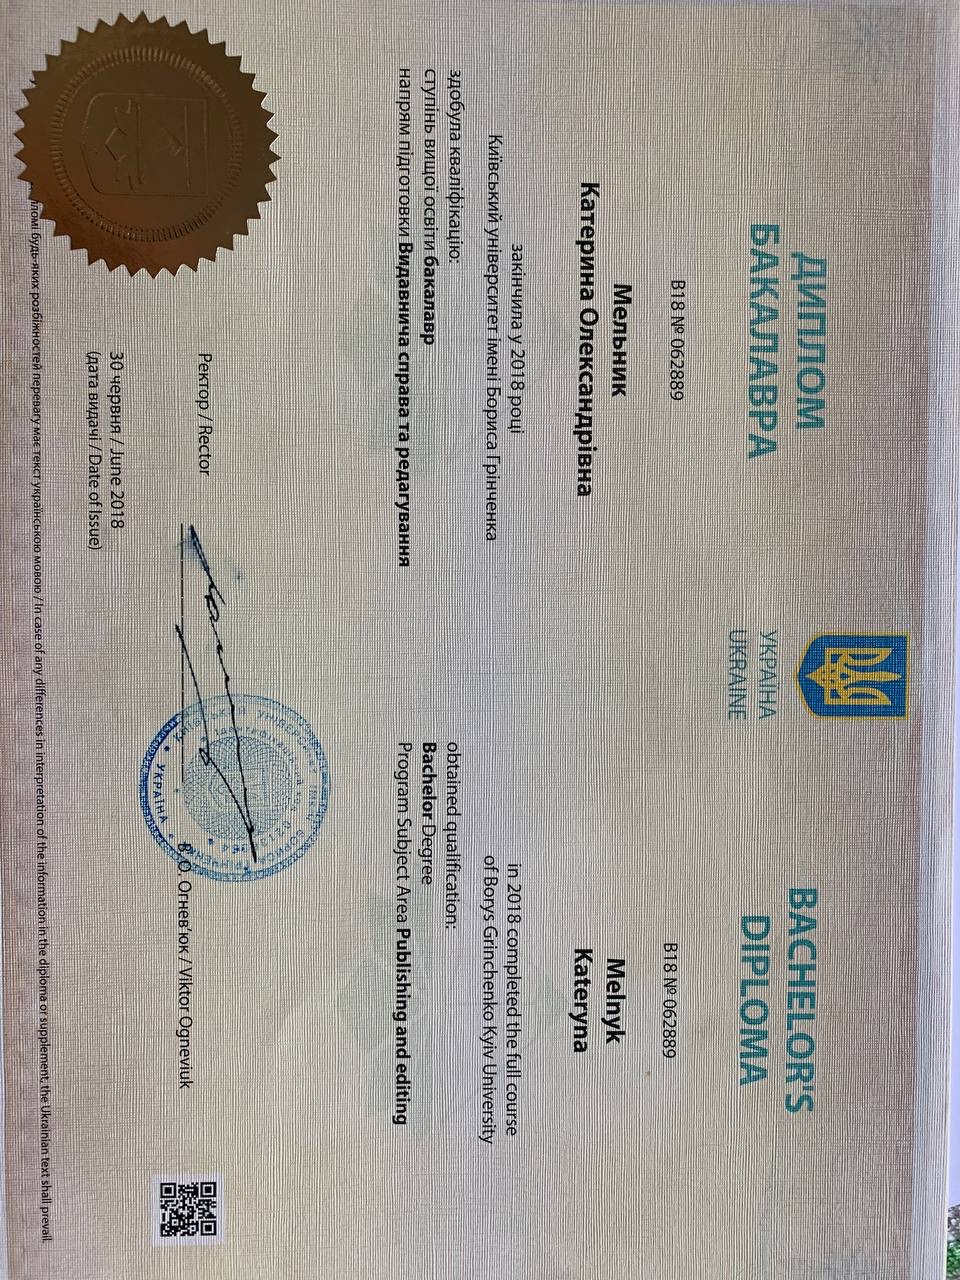 УКРАЇНА
UKRAINE
ДИПЛОМ
БАКАЛАВРА
В18 № 062889
Мельник
Катерина Олександрівна
закінчила у 2018 році
Київський університет імені Бориса Грінченка
здобула кваліфікацію:
ступінь вищої освіти бакалавр
напрям підготовки Видавнича справа та редагування
BACHELOR'S
DIPLOMA
B18 № 062889
Melnyk
Kateryna
in 2018 completed the full course
of Borys Grinchenko Kyiv University
obtained qualification:
Bachelor Degree
Program Subject Area Publishing and editing
Ректор / Rector
В.О. Огнев'юк / Viktor Ogneviuk
УКРАЇНА
30 червня / June 2018
(дата видачі / Date of Issue)
будь-яких розбіжностей перевагу має текст українською мовою / In case of any differences in interpretation of the information in the diploma or supplement, the Ukrainian text shall prevail.